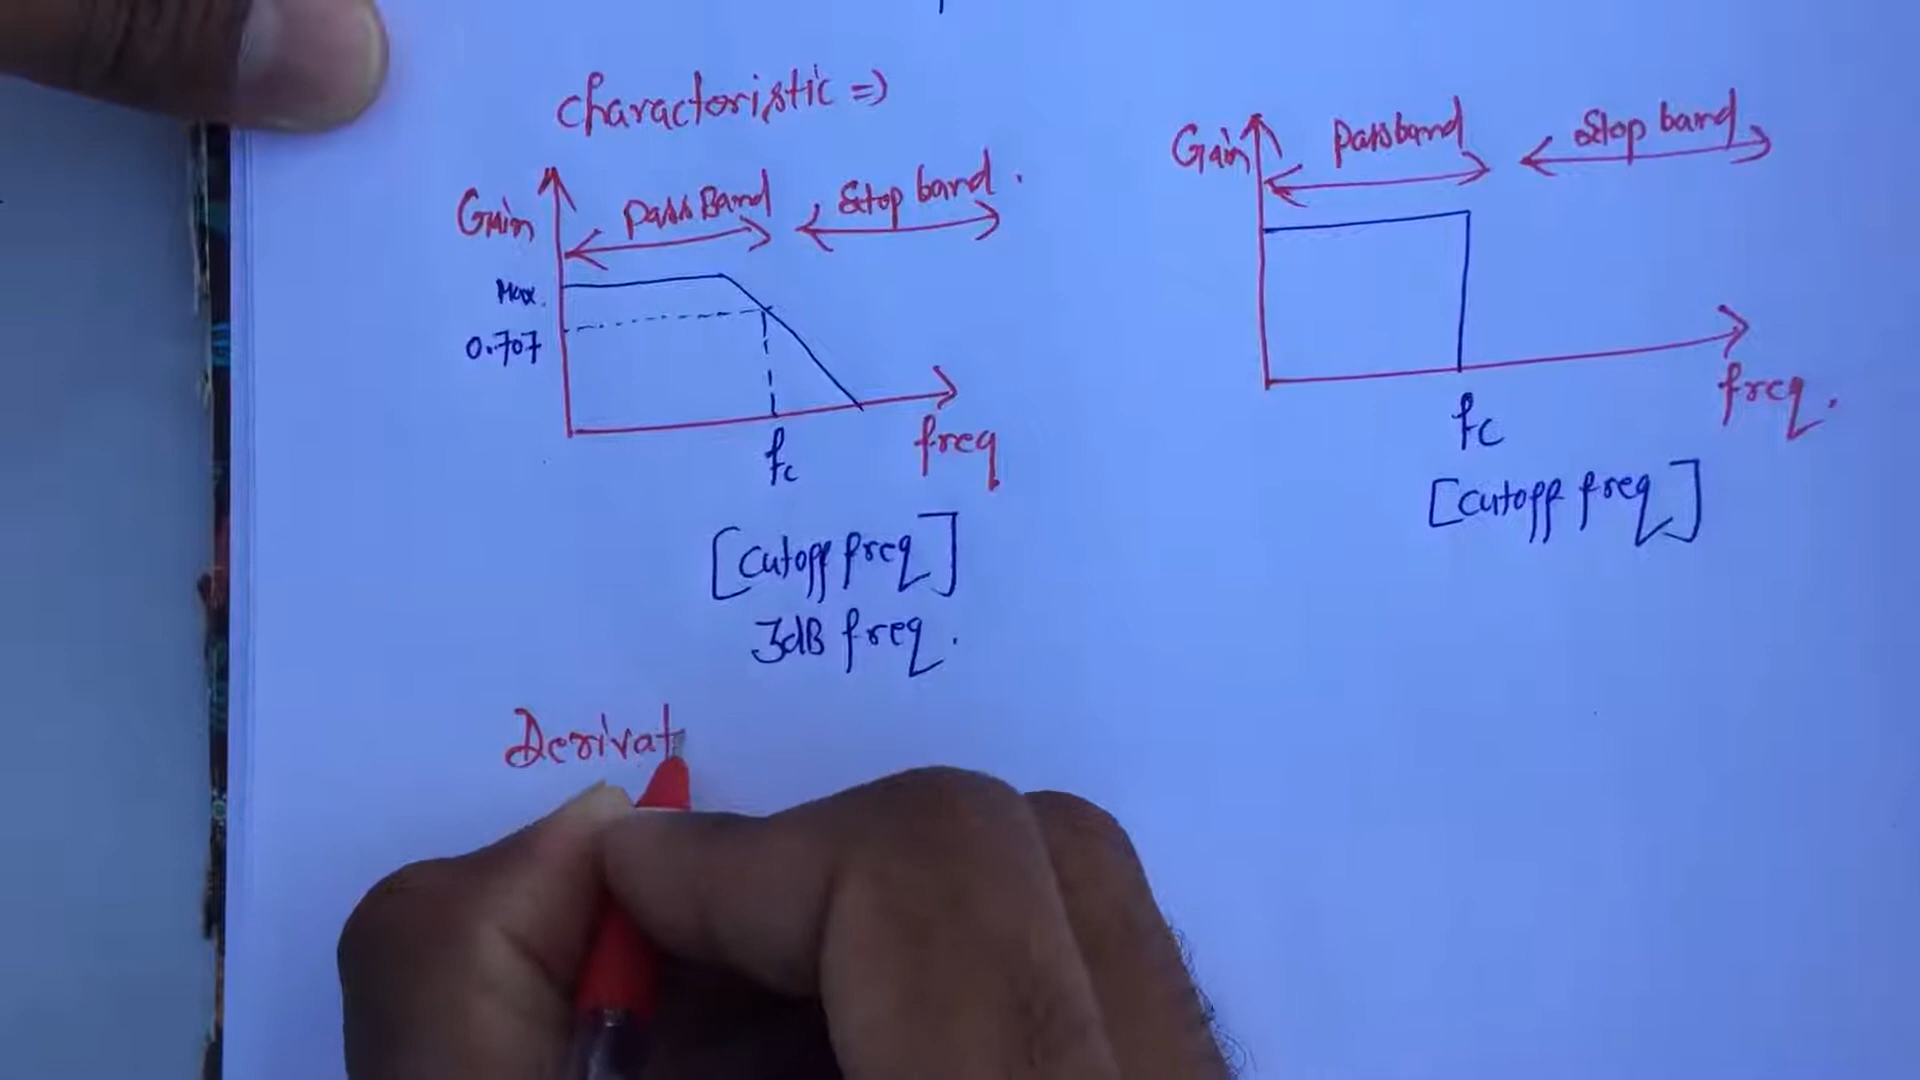 Charactoristic =>
Gain
Pass Band
Stop band.
Max.
0.707
fc
freq
[Cutoff freq]
3dB freq.
Gain
Passband
Stop band
fc
freq.
[Cutoff freq]
Derivat